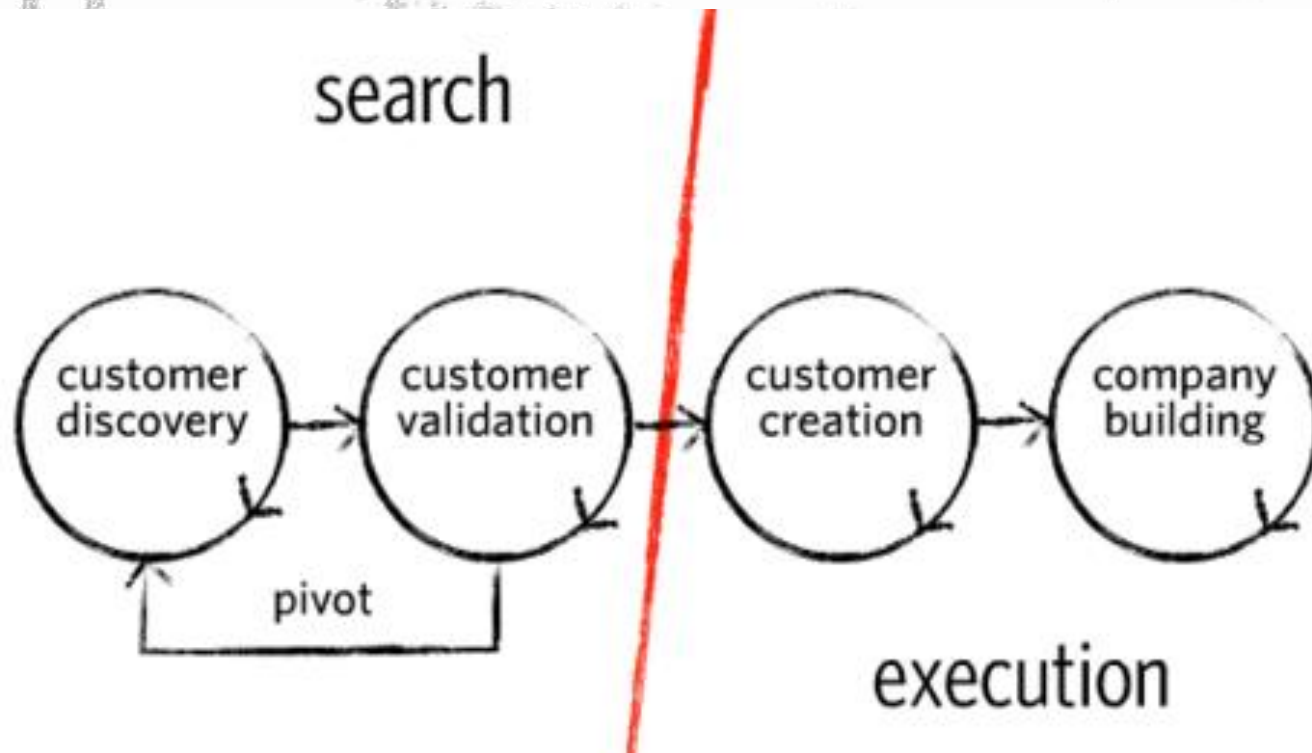 search
customer
discovery
customer
validation
customer
creation
company
building
pivot
execution